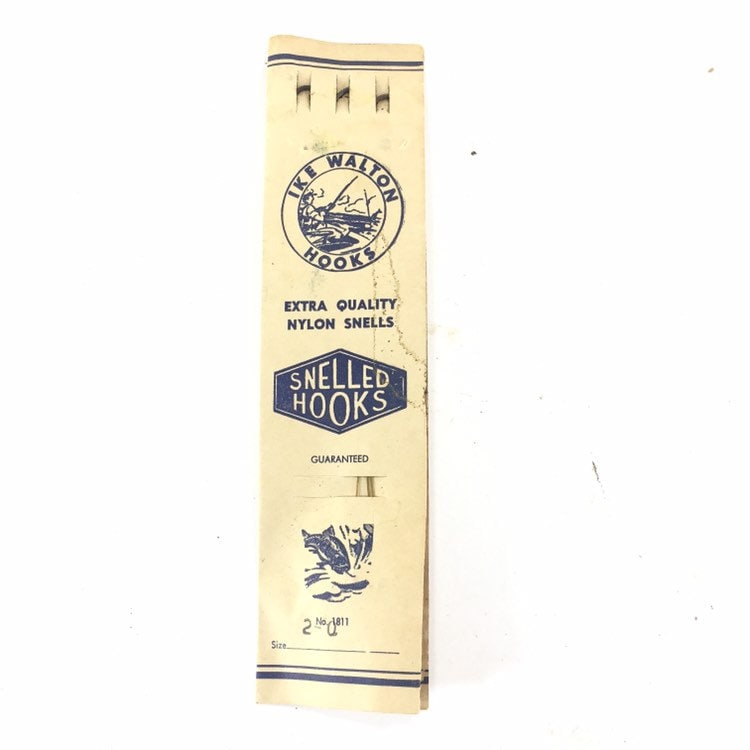 IKE WALTON
HOOKS
EXTRA QUALITY
NYLON SNELLS
SNELLED
HOOKS
GUARANTEED
No. 1811
2-0
Size